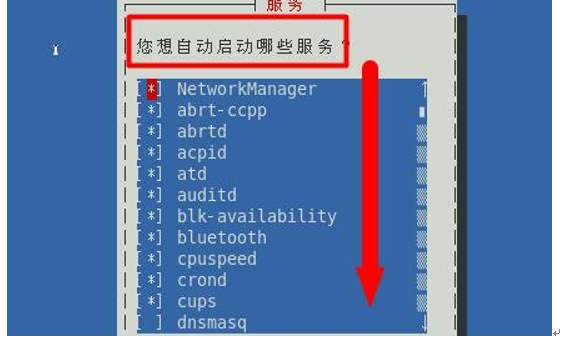 服务
您想自动启动哪些服务？
[*] NetworkManager
[*] abrt-ccpp
[*] abrtd
[*] acpid
[*] atd
[*] auditd
[*] blk-availability
[*] bluetooth
[*] cpuspeed
[*] crond
[*] cups
[ ] dnsmasq